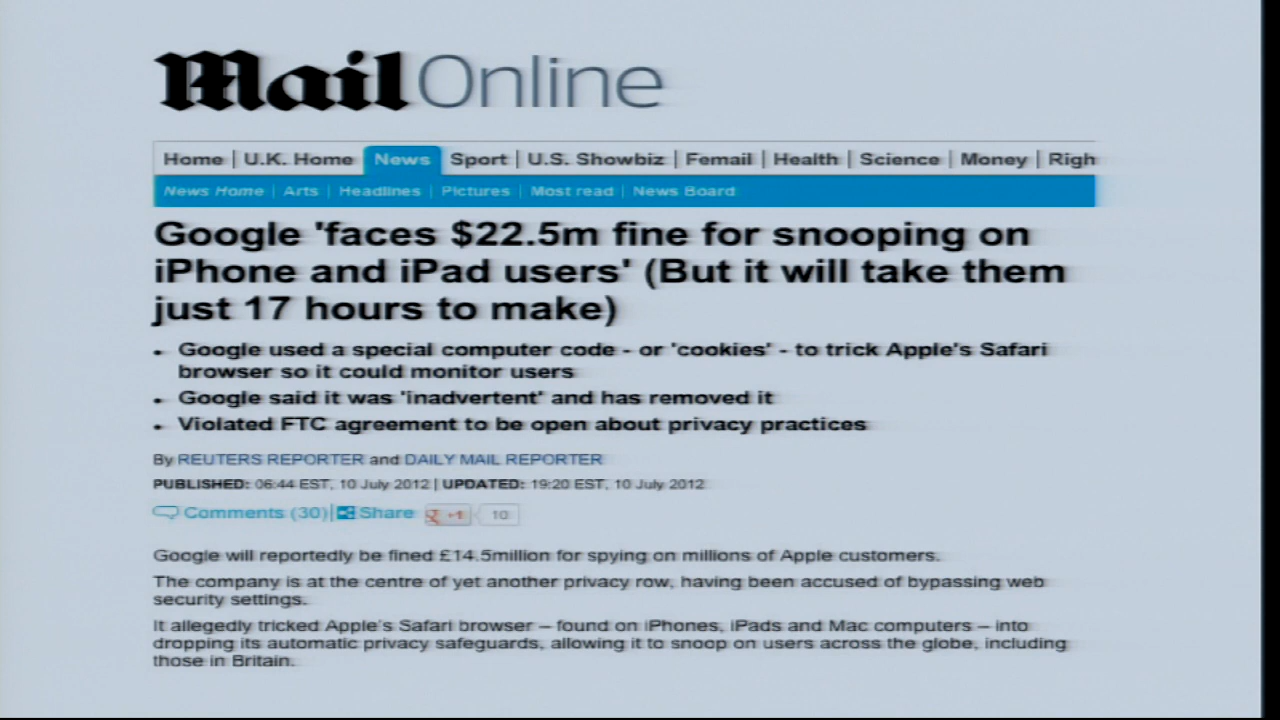 Mail Online
Home | U.K. Home | News | Sport | U.S. Showbiz | Femail | Health | Science | Money | Righ
News Home | Arts | Headlines | Pictures | Most read | News Board
Google 'faces $22.5m fine for snooping on
iPhone and iPad users' (But it will take them
just 17 hours to make)
• Google used a special computer code - or 'cookies' - to trick Apple's Safari
browser so it could monitor users
• Google said it was 'inadvertent' and has removed it
• Violated FTC agreement to be open about privacy practices
By REUTERS REPORTER and DAILY MAIL REPORTER
PUBLISHED: 06:44 EST, 10 July 2012 | UPDATED: 19:20 EST, 10 July 2012
Comments (30) | Share +1 10
Google will reportedly be fined £14.5million for spying on millions of Apple customers.
The company is at the centre of yet another privacy row, having been accused of bypassing web
security settings.
It allegedly tricked Apple's Safari browser – found on iPhones, iPads and Mac computers – into
dropping its automatic privacy safeguards, allowing it to snoop on users across the globe, including
those in Britain.